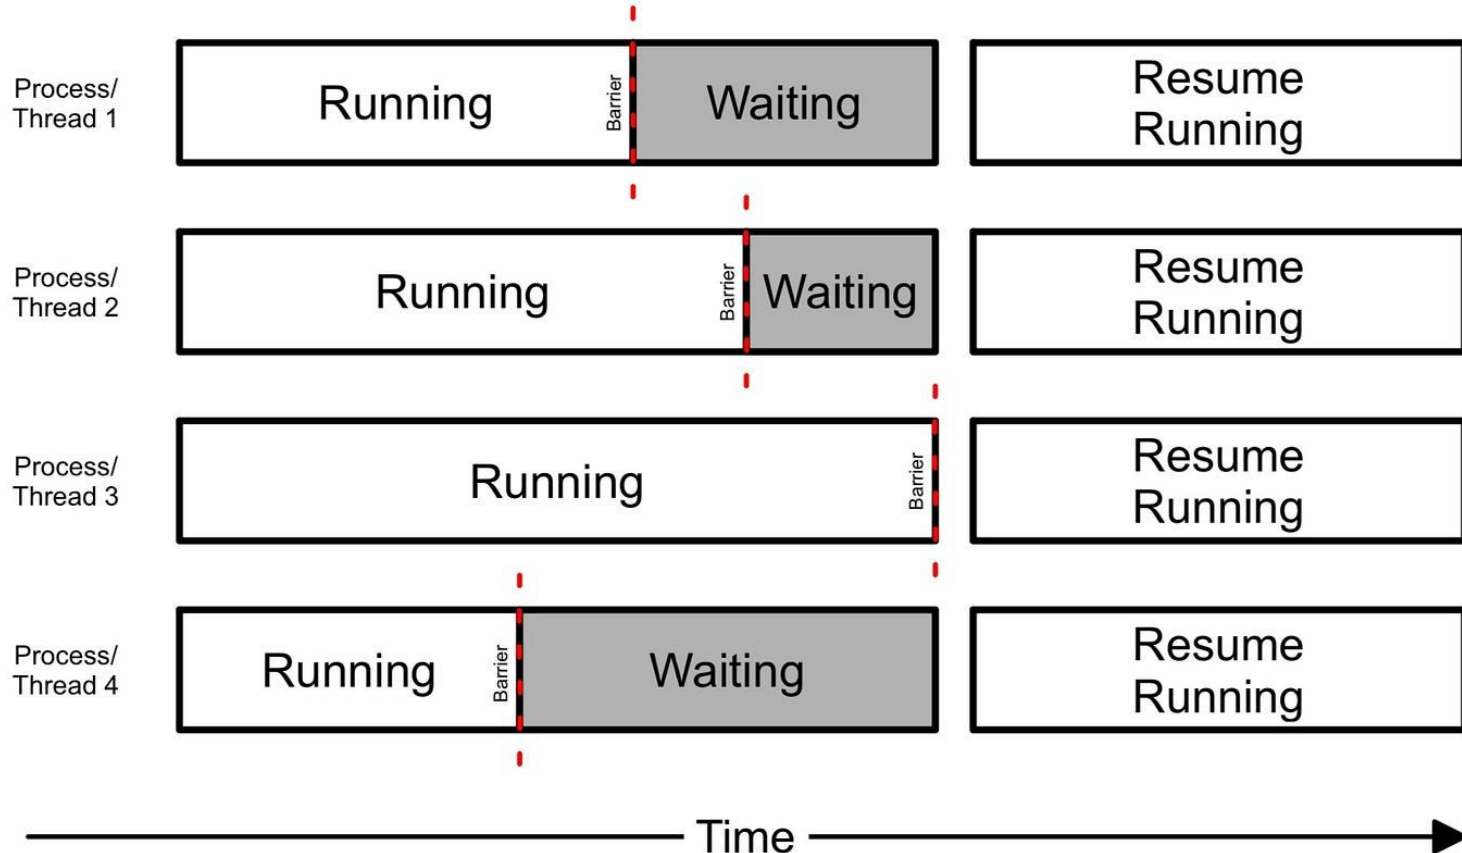 Process/
Thread 1
Running
Barrier
Waiting
Resume
Running
Process/
Thread 2
Running
Barrier
Waiting
Resume
Running
Process/
Thread 3
Running
Barrier
Resume
Running
Process/
Thread 4
Running
Barrier
Waiting
Resume
Running
Time